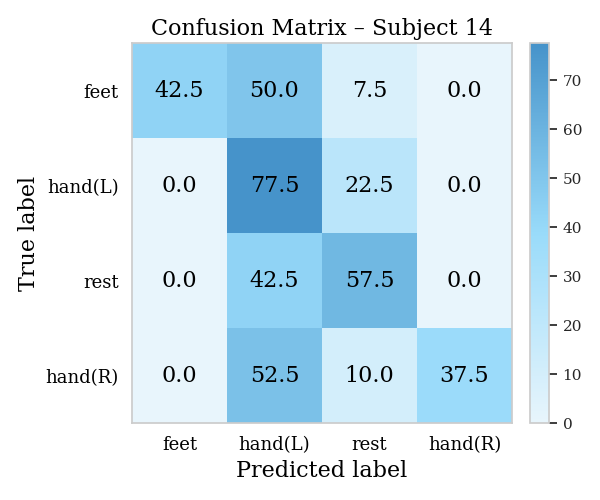 Confusion Matrix – Subject 14
feet 42.5 50.0 7.5 0.0
hand(L) 0.0 77.5 22.5 0.0
rest 0.0 42.5 57.5 0.0
hand(R) 0.0 52.5 10.0 37.5
feet hand(L) rest hand(R)
Predicted label
True label
70
60
50
40
30
20
10
0